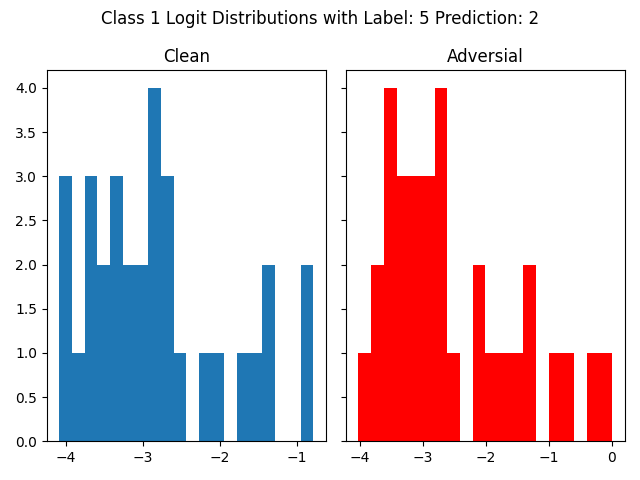 Class 1 Logit Distributions with Label: 5 Prediction: 2
Clean
Adversial
4.0
3.5
3.0
2.5
2.0
1.5
1.0
0.5
0.0
−4 −3 −2 −1
−4 −3 −2 −1 0